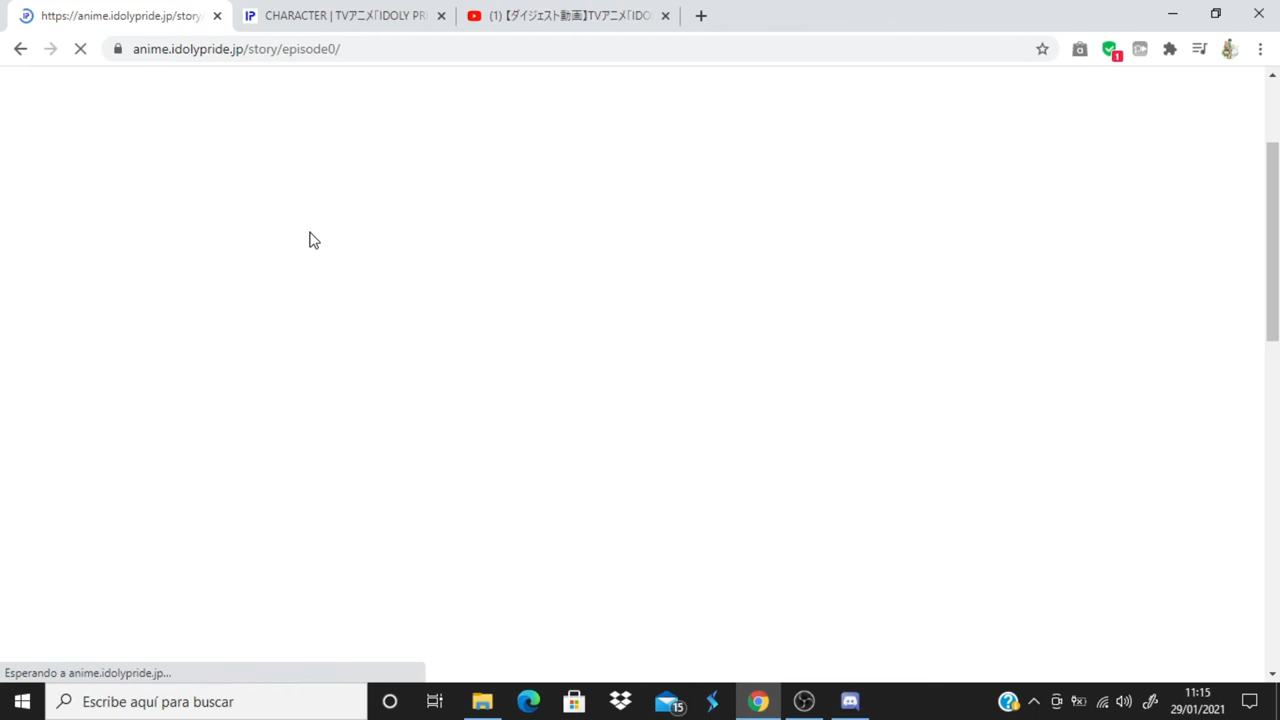 https://anime.idolypride.jp/story/
CHARACTER | TVアニメ「IDOLY PRI
(1)【ダイジェスト動画】TVアニメ「IDO
anime.idolypride.jp/story/episode0/
1
Esperando a anime.idolypride.jp...
Escribe aquí para buscar
15
11:15
29/01/2021